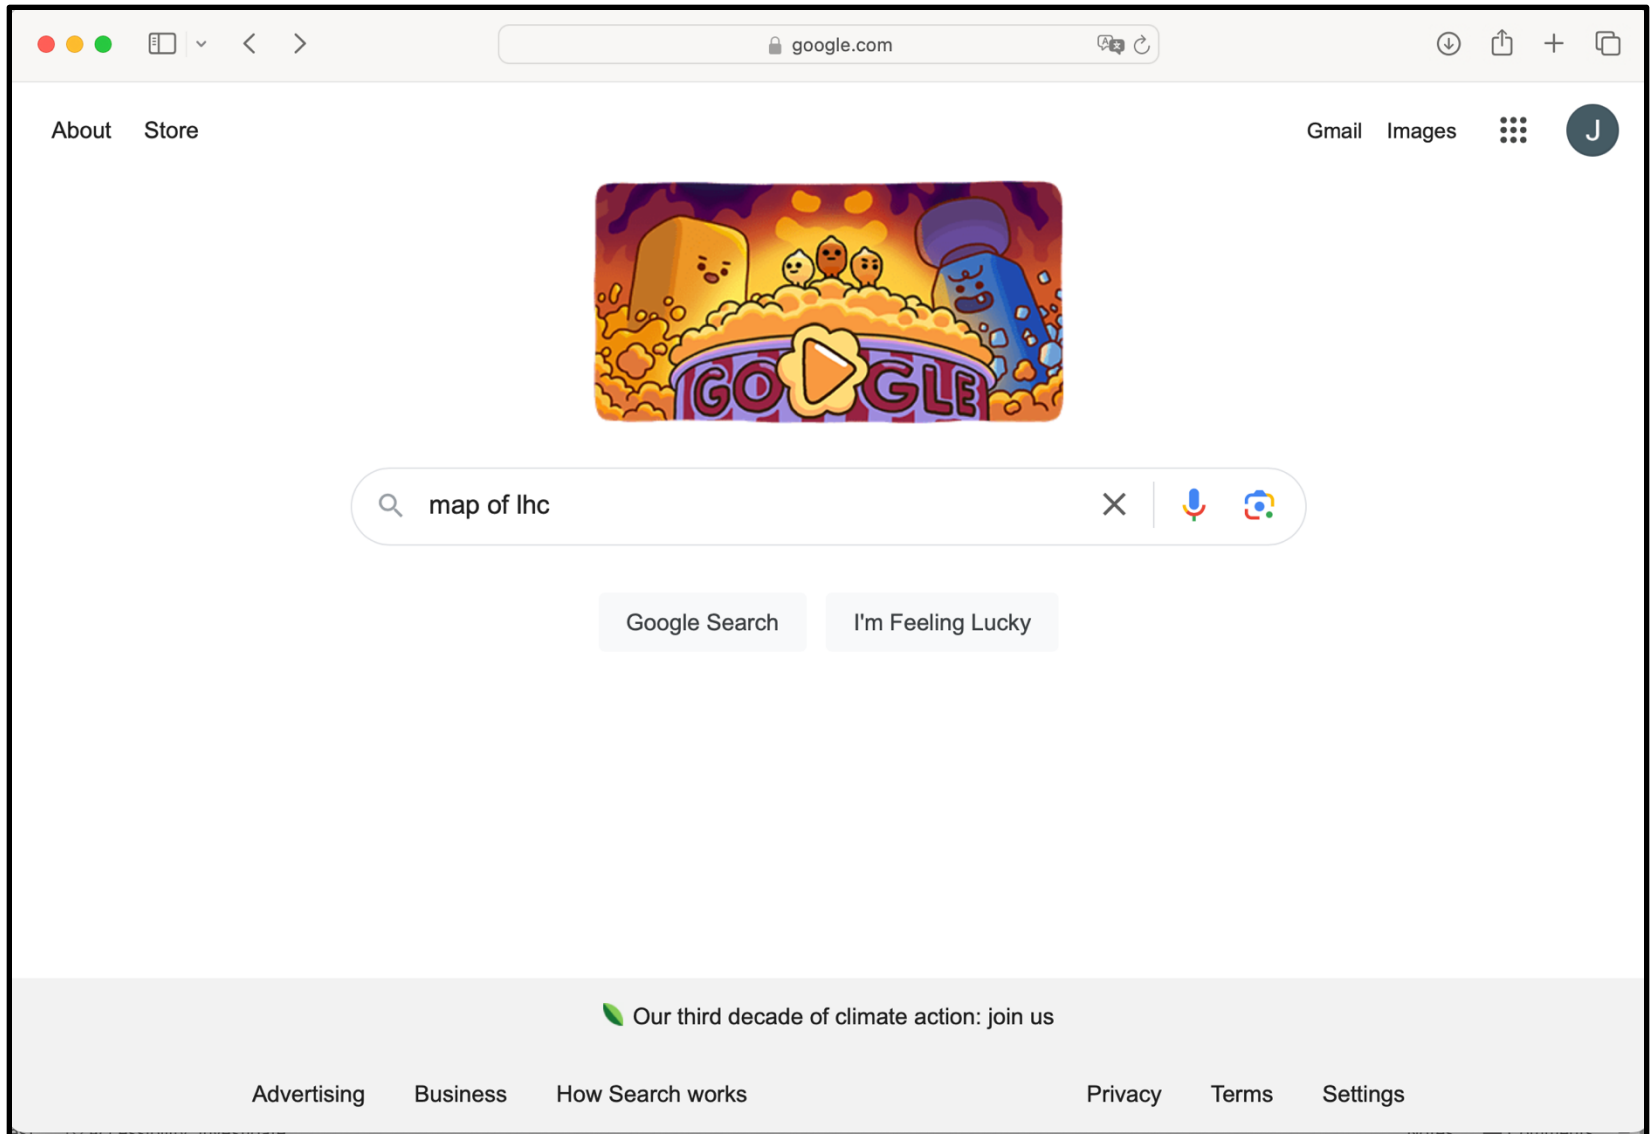 google.com
About Store Gmail Images J
GOOGLE
map of lhc
Google Search I'm Feeling Lucky
Our third decade of climate action: join us
Advertising Business How Search works Privacy Terms Settings